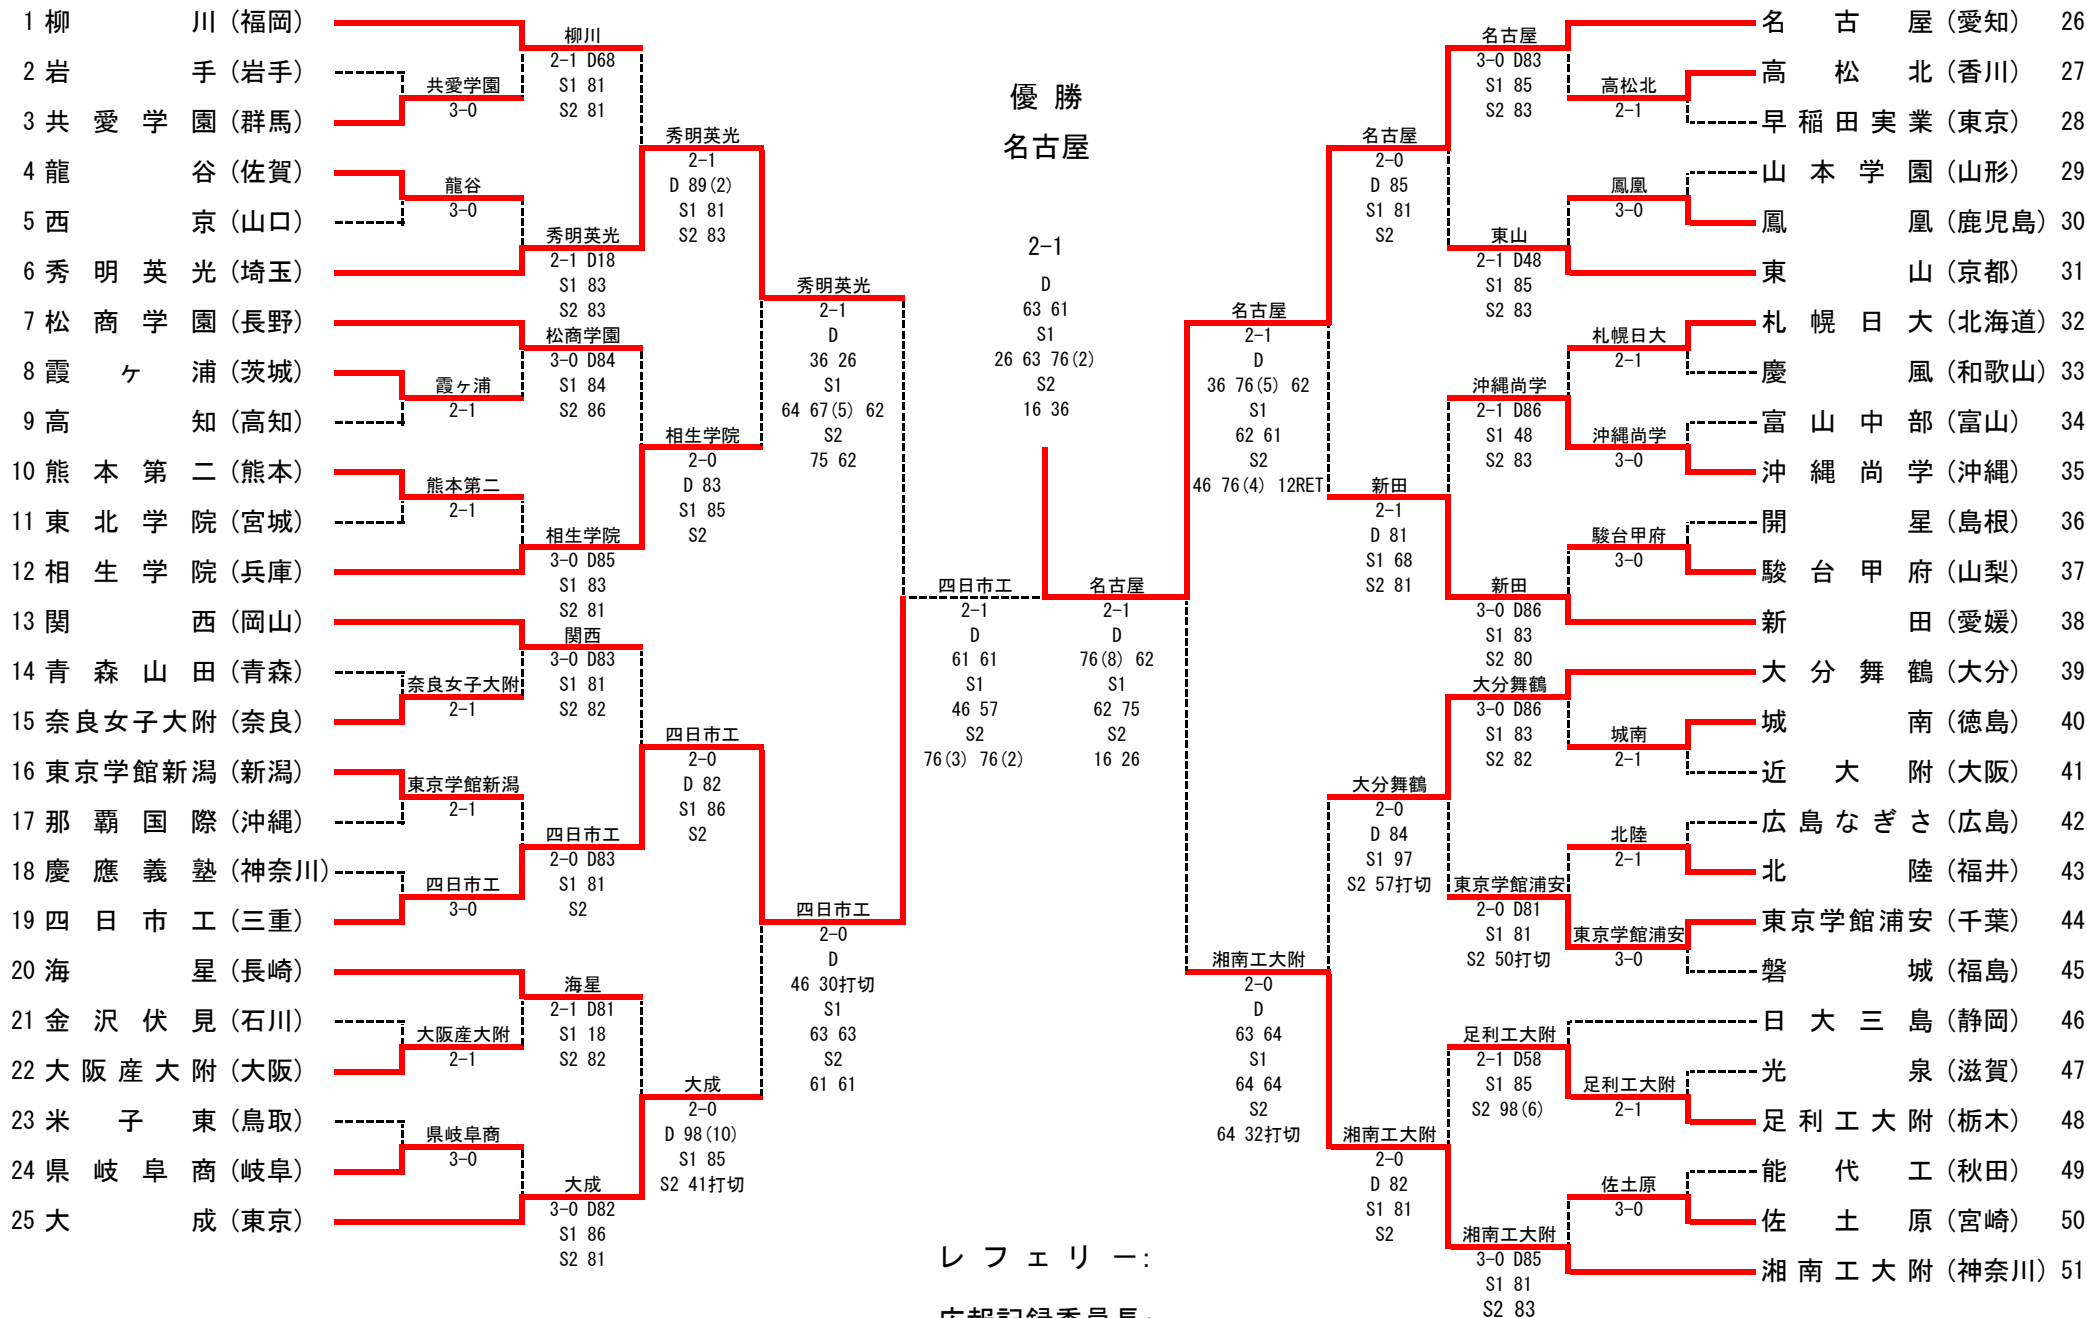 1 柳川 (福岡)
2 岩手 (岩手)
3 共愛学園 (群馬)
4 龍谷 (佐賀)
5 西京 (山口)
6 秀明英光 (埼玉)
7 松商学園 (長野)
8 霞ヶ浦 (茨城)
9 高知 (高知)
10 熊本第二 (熊本)
11 東北学院 (宮城)
12 相生学院 (兵庫)
13 関西 (岡山)
14 青森山田 (青森)
15 奈良女子大附 (奈良)
16 東京学館新潟 (新潟)
17 那覇国際 (沖縄)
18 慶應義塾 (神奈川)
19 四日市工 (三重)
20 海星 (長崎)
21 金沢伏見 (石川)
22 大阪産大附 (大阪)
23 米子東 (鳥取)
24 県岐阜商 (岐阜)
25 大成 (東京)
共愛学園
3-0
龍谷
3-0
霞ヶ浦
2-1
熊本第二
2-1
奈良女子大附
2-1
東京学館新潟
2-1
四日市工
3-0
大阪産大附
2-1
県岐阜商
3-0
柳川
2-1 D68
S1 81
S2 81
秀明英光
2-1 D18
S1 83
S2 83
松商学園
3-0 D84
S1 84
S2 86
相生学院
3-0 D85
S1 83
S2 81
関西
3-0 D83
S1 81
S2 82
四日市工
2-0 D83
S1 81
S2
海星
2-1 D81
S1 18
S2 82
大成
3-0 D82
S1 86
S2 81
秀明英光
2-1
D 89(2)
S1 81
S2 83
相生学院
2-0
D 83
S1 85
S2
四日市工
2-0
D 82
S1 86
S2
大成
2-0
D 98(10)
S1 85
S2 41打切
秀明英光
2-1
D
36 26
S1
64 67(5) 62
S2
75 62
四日市工
2-0
D
46 30打切
S1
63 63
S2
61 61
四日市工
2-1
D
61 61
S1
46 57
S2
76(3) 76(2)
優勝
名古屋
2-1
D
63 61
S1
26 63 76(2)
S2
16 36
名古屋
2-1
D
76(8) 62
S1
62 75
S2
16 26
名古屋
2-1
D
36 76(5) 62
S1
62 61
S2
46 76(4) 12RET
湘南工大附
2-0
D
63 64
S1
64 64
S2
64 32打切
名古屋
2-0
D 85
S1 81
S2
新田
2-1
D 81
S1 68
S2 81
大分舞鶴
2-0
D 84
S1 97
S2 57打切
湘南工大附
2-0
D 82
S1 81
S2
名古屋
3-0 D83
S1 85
S2 83
東山
2-1 D48
S1 85
S2 83
沖縄尚学
2-1 D86
S1 48
S2 83
新田
3-0 D86
S1 83
S2 80
大分舞鶴
3-0 D86
S1 83
S2 82
東京学館浦安
2-0 D81
S1 81
S2 50打切
足利工大附
2-1 D58
S1 85
S2 98(6)
湘南工大附
3-0 D85
S1 81
S2 83
高松北
2-1
鳳凰
3-0
札幌日大
2-1
沖縄尚学
3-0
駿台甲府
3-0
城南
2-1
北陸
2-1
東京学館浦安
3-0
足利工大附
2-1
佐土原
3-0
名古屋 (愛知) 26
高松北 (香川) 27
早稲田実業 (東京) 28
山本学園 (山形) 29
鳳凰 (鹿児島) 30
東山 (京都) 31
札幌日大 (北海道) 32
慶風 (和歌山) 33
富山中部 (富山) 34
沖縄尚学 (沖縄) 35
開星 (島根) 36
駿台甲府 (山梨) 37
新田 (愛媛) 38
大分舞鶴 (大分) 39
城南 (徳島) 40
近大附 (大阪) 41
広島なぎさ (広島) 42
北陸 (福井) 43
東京学館浦安 (千葉) 44
磐城 (福島) 45
日大三島 (静岡) 46
光泉 (滋賀) 47
足利工大附 (栃木) 48
能代工 (秋田) 49
佐土原 (宮崎) 50
湘南工大附 (神奈川) 51
レフェリー:
広報記録委員長: